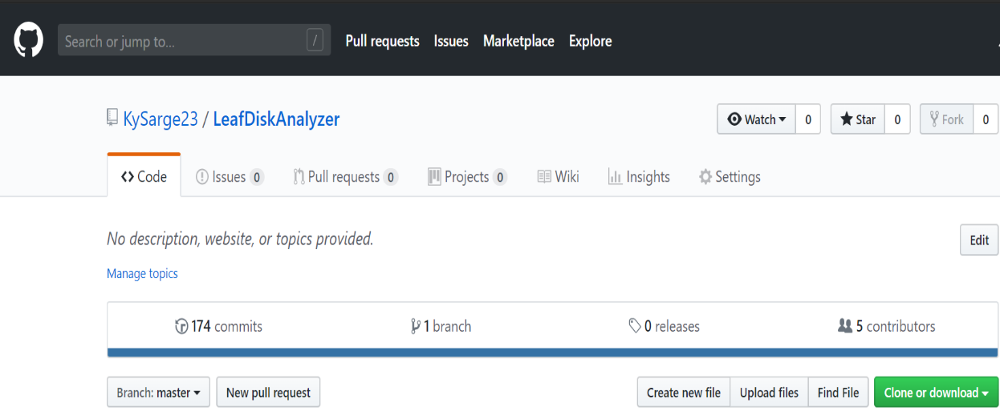 Search or jump to... / Pull requests Issues Marketplace Explore
KySarge23 / LeafDiskAnalyzer Watch 0 Star 0 Fork 0
Code Issues 0 Pull requests 0 Projects 0 Wiki Insights Settings
No description, website, or topics provided. Edit
Manage topics
174 commits 1 branch 0 releases 5 contributors
Branch: master New pull request Create new file Upload files Find File Clone or download